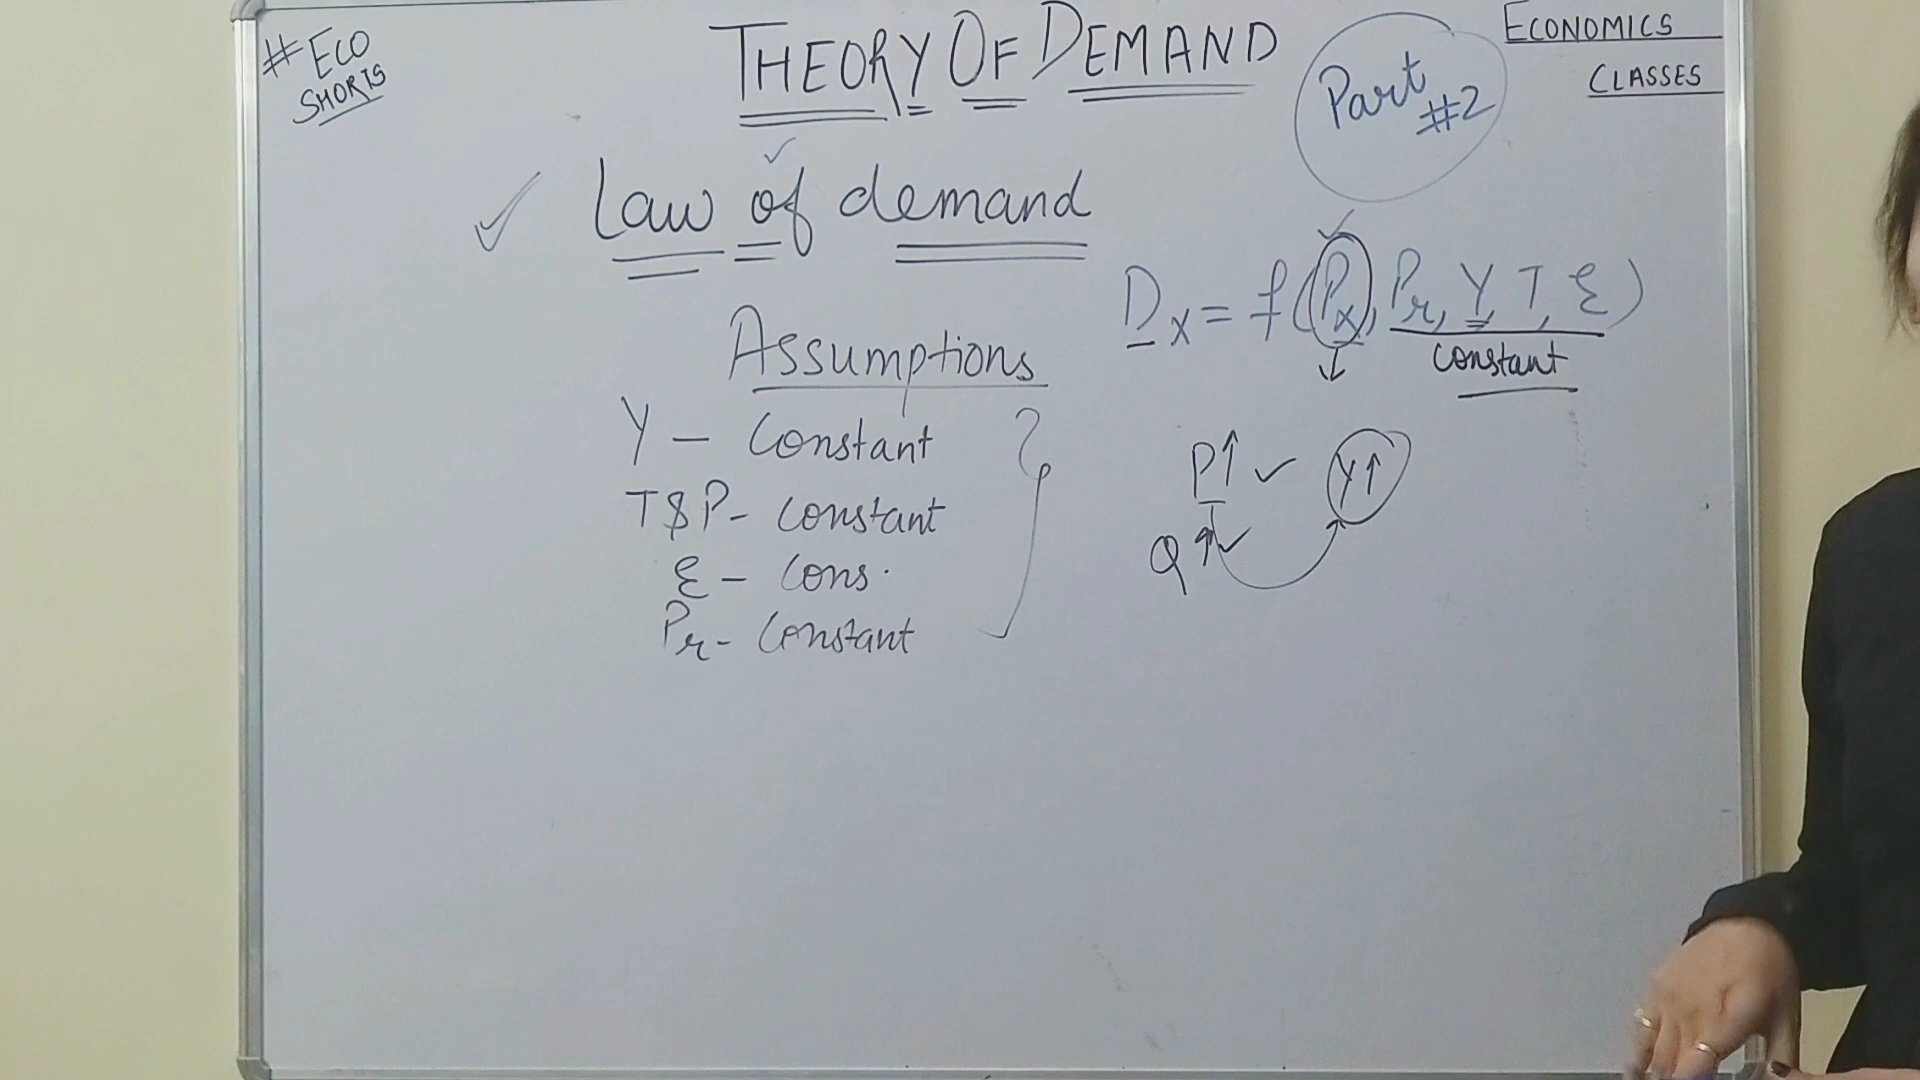 #ECO
SHORTS
THEORY OF DEMAND
Part
#2
ECONOMICS
CLASSES
Law of demand
Dx = f(Px, Pr, Y, T, Ɛ)
constant
Assumptions
Y – Constant
T&P – constant
Ɛ – Cons.
Pr – Constant
P↑ ✓ Y↑
Q↑ ✓